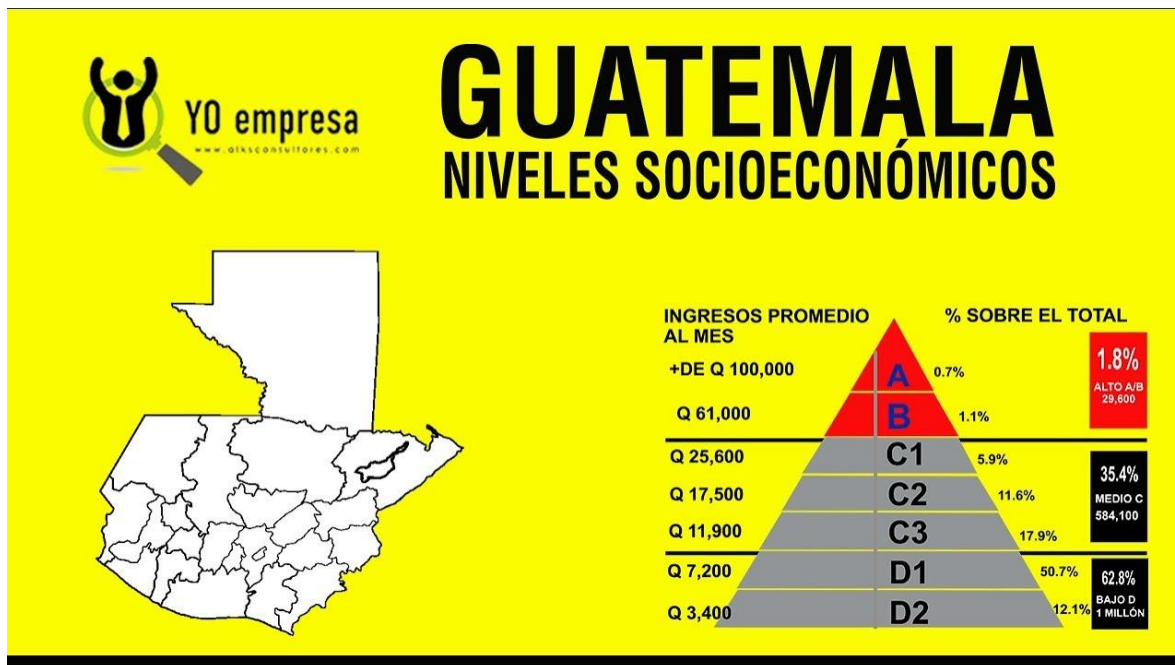 YO empresa
www.alksconsultores.com
GUATEMALA
NIVELES SOCIOECONÓMICOS
INGRESOS PROMEDIO
AL MES
% SOBRE EL TOTAL
+DE Q 100,000
A
0.7%
Q 61,000
B
1.1%
1.8%
ALTO A/B
29,600
Q 25,600
C1
5.9%
Q 17,500
C2
11.6%
Q 11,900
C3
17.9%
35.4%
MEDIO C
584,100
Q 7,200
D1
50.7%
Q 3,400
D2
12.1%
62.8%
BAJO D
1 MILLÓN